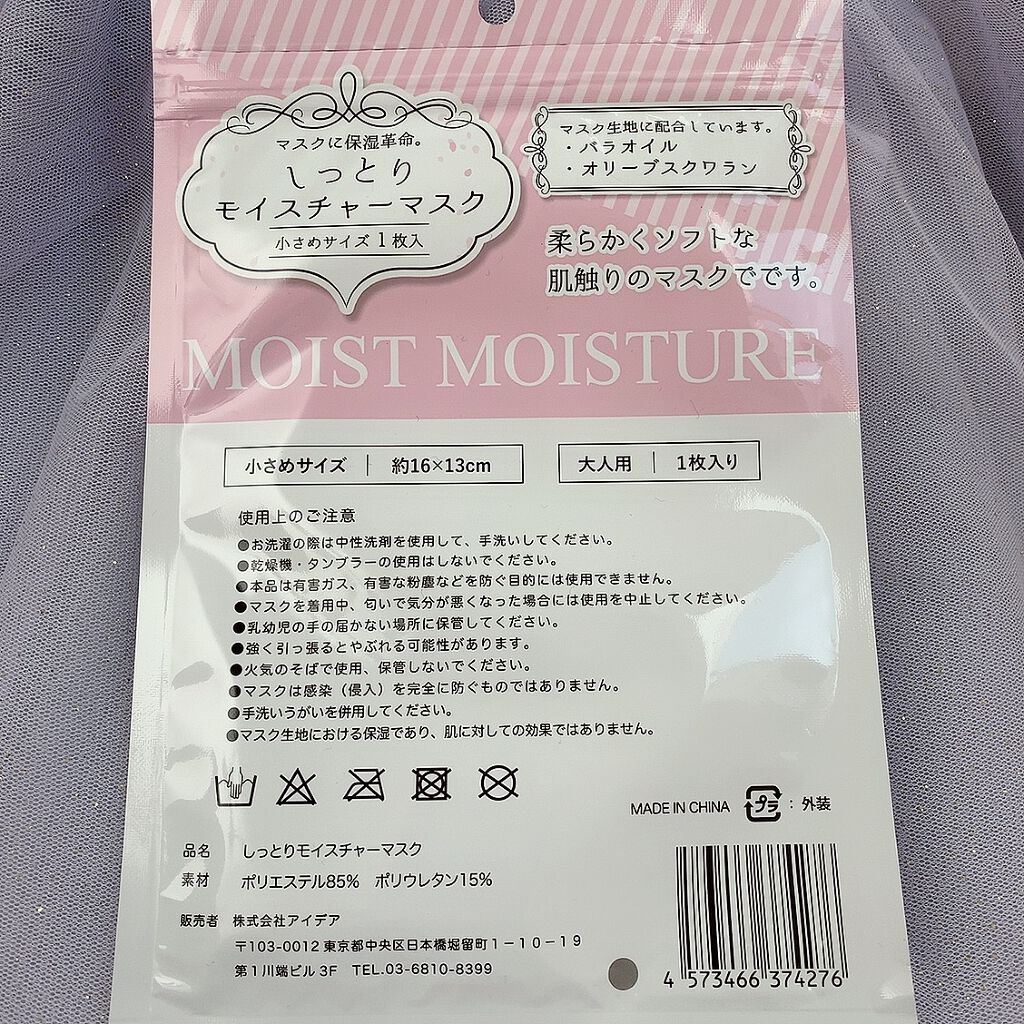 マスクに保湿革命。
しっとり
モイスチャーマスク
小さめサイズ1枚入
マスク生地に配合しています。
・バラオイル
・オリーブスクワラン
柔らかくソフトな
肌触りのマスクでです。
MOIST MOISTURE
小さめサイズ | 約16×13cm
大人用 | 1枚入り
使用上のご注意
●お洗濯の際は中性洗剤を使用して、手洗いしてください。
●乾燥機・タンブラーの使用はしないでください。
●本品は有害ガス、有害な粉塵などを防ぐ目的には使用できません。
●マスクを着用中、匂いで気分が悪くなった場合には使用を中止してください。
●乳幼児の手の届かない場所に保管してください。
●強く引っ張るとやぶれる可能性があります。
●火気のそばで使用、保管しないでください。
●マスクは感染（侵入）を完全に防ぐものではありません。
●手洗いうがいを併用してください。
●マスク生地における保湿であり、肌に対しての効果ではありません。
MADE IN CHINA プラ : 外装
品名 しっとりモイスチャーマスク
素材 ポリエステル85% ポリウレタン15%
販売者 株式会社アイデア
〒103-0012 東京都中央区日本橋堀留町1-10-19
第1川端ビル 3F TEL.03-6810-8399
4 573466 374276